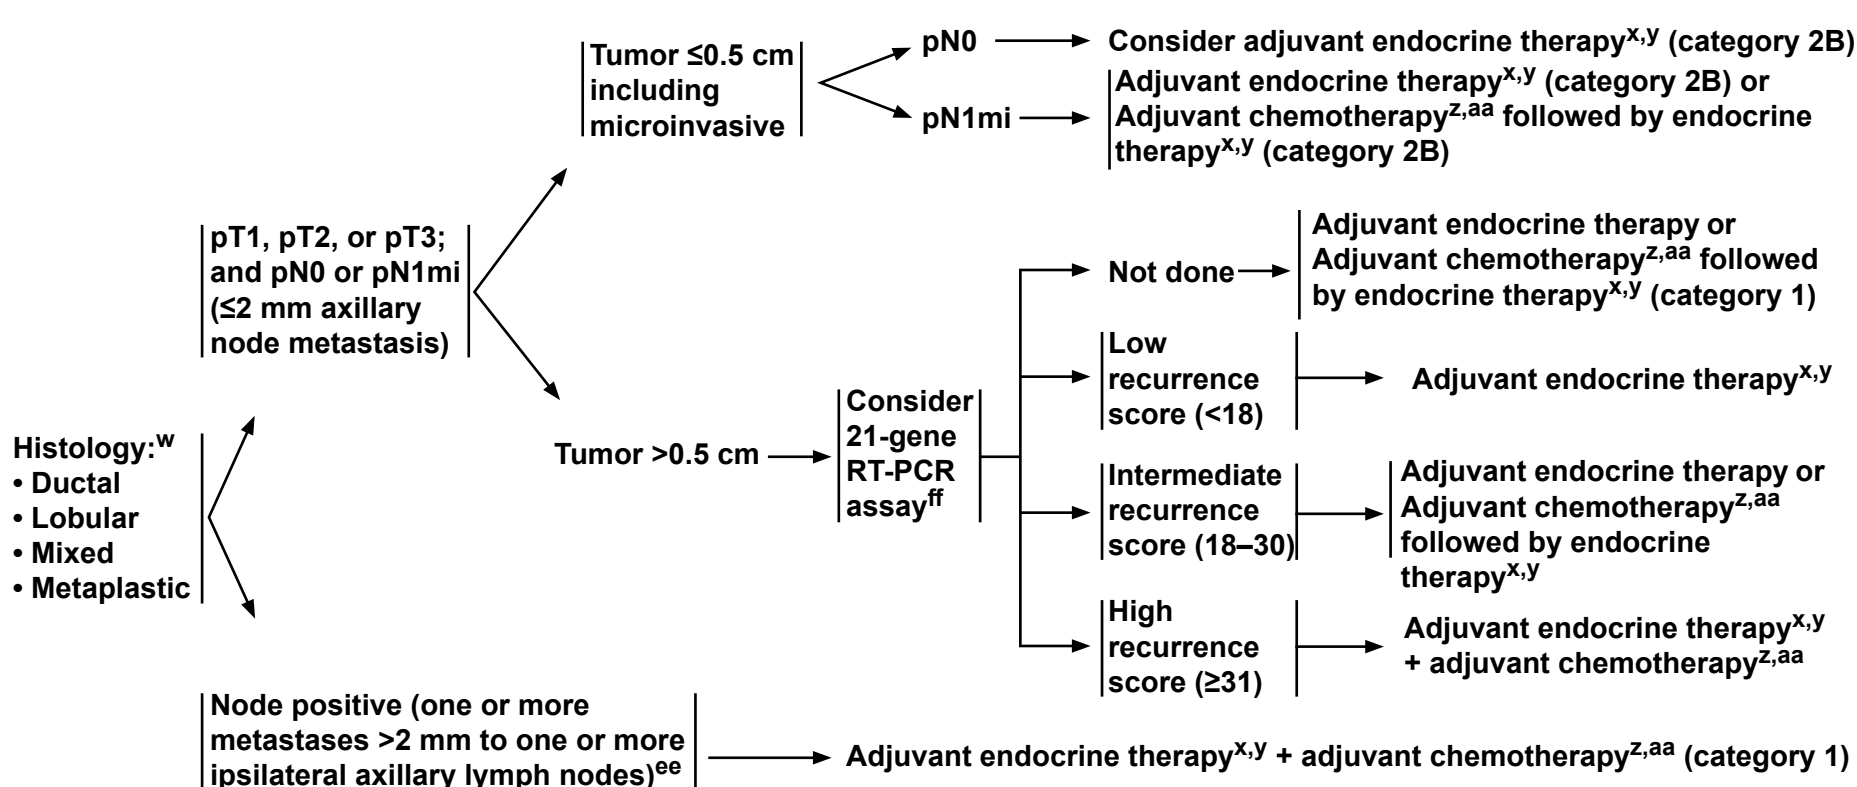 Histology:w
• Ductal
• Lobular
• Mixed
• Metaplastic
pT1, pT2, or pT3;
and pN0 or pN1mi
(≤2 mm axillary
node metastasis)
Tumor ≤0.5 cm
including
microinvasive
pN0
Consider adjuvant endocrine therapyx,y (category 2B)
pN1mi
Adjuvant endocrine therapyx,y (category 2B) or
Adjuvant chemotherapyz,aa followed by endocrine
therapyx,y (category 2B)
Tumor >0.5 cm
Consider
21-gene
RT-PCR
assayff
Not done
Adjuvant endocrine therapy or
Adjuvant chemotherapyz,aa followed
by endocrine therapyx,y (category 1)
Low
recurrence
score (<18)
Adjuvant endocrine therapyx,y
Intermediate
recurrence
score (18–30)
Adjuvant endocrine therapy or
Adjuvant chemotherapyz,aa
followed by endocrine
therapyx,y
High
recurrence
score (≥31)
Adjuvant endocrine therapyx,y
+ adjuvant chemotherapyz,aa
Node positive (one or more
metastases >2 mm to one or more
ipsilateral axillary lymph nodes)ee
Adjuvant endocrine therapyx,y + adjuvant chemotherapyz,aa (category 1)